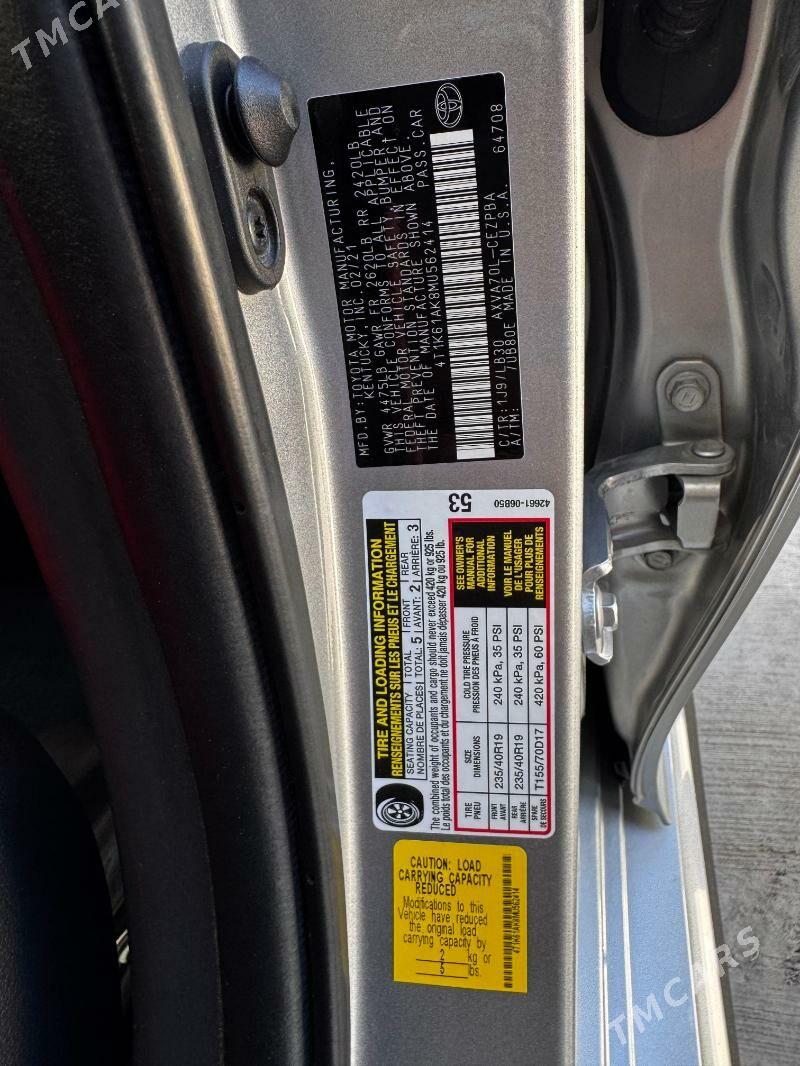 TMCARS
MFD.BY:TOYOTA MOTOR MANUFACTURING,
KENTUCKY, INC. 02/21
GVWR 4475LB GAWR FR 2620LB RR 2420LB
THIS VEHICLE CONFORMS TO ALL APPLICABLE
FEDERAL MOTOR VEHICLE SAFETY, BUMPER, AND
THEFT PREVENTION STANDARDS IN EFFECT ON
THE DATE OF MANUFACTURE SHOWN ABOVE.
4T1K61AK8MU562414 PASS.CAR
C/TR:1J9/LB30 AXVA70L-CEZPBA
A/TM: 7UB80E MADE IN U.S.A. 64708
TIRE AND LOADING INFORMATION
RENSEIGNEMENTS SUR LES PNEUS ET LE CHARGEMENT
53
42661-06B50
SEATING CAPACITY TOTAL 5 FRONT 2 REAR 3
NOMBRE DE PLACES TOTAL: AVANT: ARRIÈRE:
The combined weight of occupants and cargo should never exceed 420 kg or 925 lbs.
Le poids total des occupants et du chargement ne doit jamais dépasser 420 kg ou 925 lb.
TIRE PNEU
SIZE DIMENSIONS
COLD TIRE PRESSURE
PRESSION DES PNEUS À FROID
FRONT AVANT 235/40R19 240 kPa, 35 PSI
REAR ARRIÈRE 235/40R19 240 kPa, 35 PSI
SPARE DE SECOURS T155/70D17 420 kPa, 60 PSI
SEE OWNER'S
MANUAL FOR
ADDITIONAL
INFORMATION
VOIR LE MANUEL
DE L'USAGER
POUR PLUS DE
RENSEIGNEMENTS
CAUTION: LOAD
CARRYING CAPACITY
REDUCED
Modifications to this
Vehicle have reduced
the original load
carrying capacity by
2 kg or
5 lbs.
4T1K61AK8MU562414
TMCARS